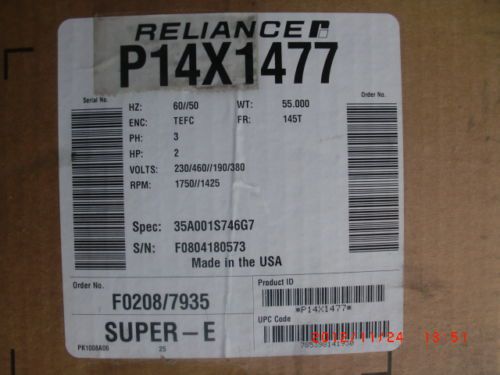 RELIANCE
P14X1477
Serial No.
Order No.
HZ: 60//50 WT: 55.000
ENC: TEFC FR: 145T
PH: 3
HP: 2
VOLTS: 230/460//190/380
RPM: 1750//1425
Spec: 35A001S746G7
S/N: F0804180573
Made in the USA
Order No.
F0208/7935
Product ID
*P14X1477*
SUPER-E
UPC Code
PK1008A06 25
2012/11/24 13:51